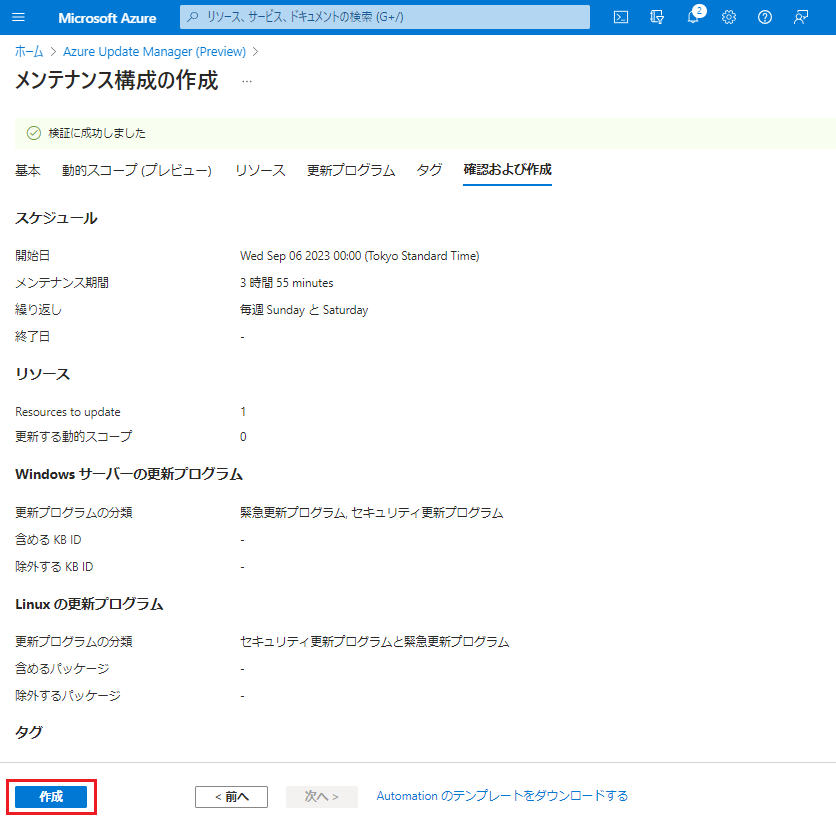 Microsoft Azure リソース、サービス、ドキュメントの検索 (G+/) 2
ホーム > Azure Update Manager (Preview) >
メンテナンス構成の作成 ...
検証に成功しました
基本 動的スコープ (プレビュー) リソース 更新プログラム タグ 確認および作成
スケジュール
開始日 Wed Sep 06 2023 00:00 (Tokyo Standard Time)
メンテナンス期間 3 時間 55 minutes
繰り返し 毎週 Sunday と Saturday
終了日 -
リソース
Resources to update 1
更新する動的スコープ 0
Windows サーバーの更新プログラム
更新プログラムの分類 緊急更新プログラム, セキュリティ更新プログラム
含める KB ID -
除外する KB ID -
Linux の更新プログラム
更新プログラムの分類 セキュリティ更新プログラムと緊急更新プログラム
含めるパッケージ -
除外するパッケージ -
タグ
作成 < 前へ 次へ > Automation のテンプレートをダウンロードする